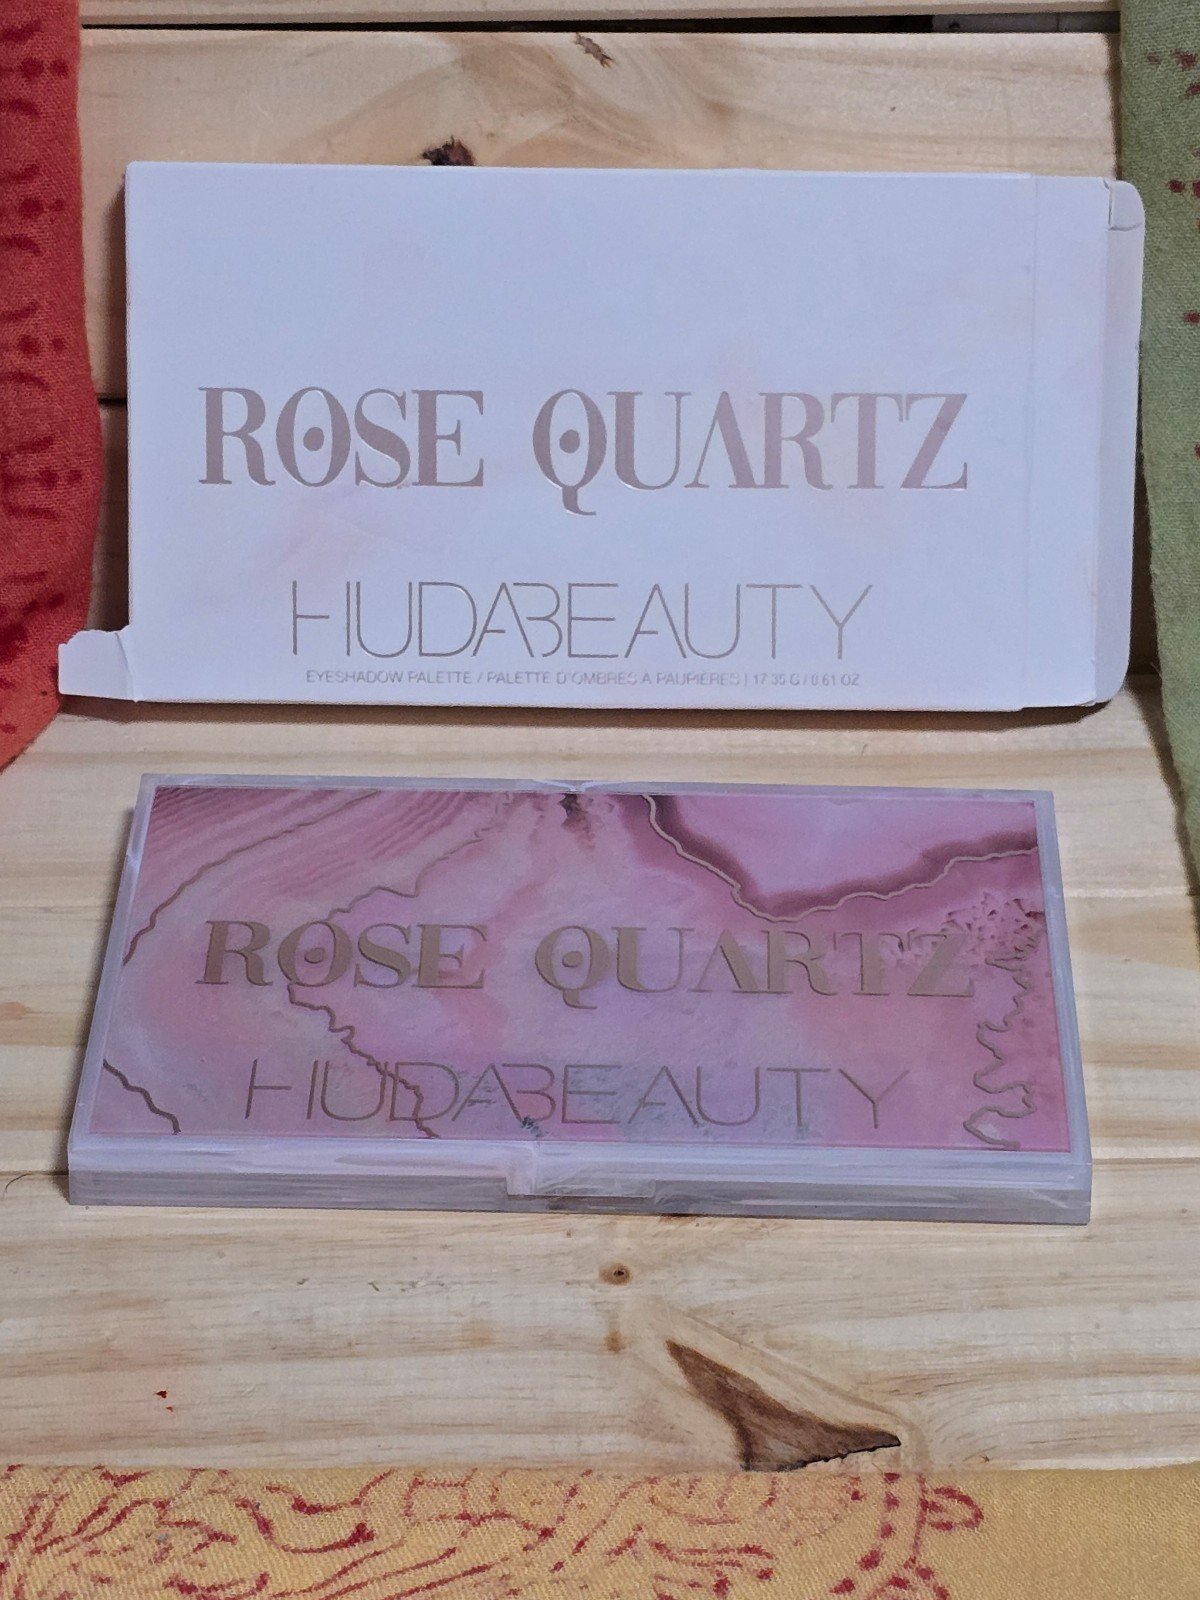 ROSE QUARTZ
HUDABEAUTY
EYESHADOW PALETTE / PALETTE D'OMBRES À PAUPIÈRES | 17.35 G / 0.61 OZ
ROSE QUARTZ
HUDABEAUTY